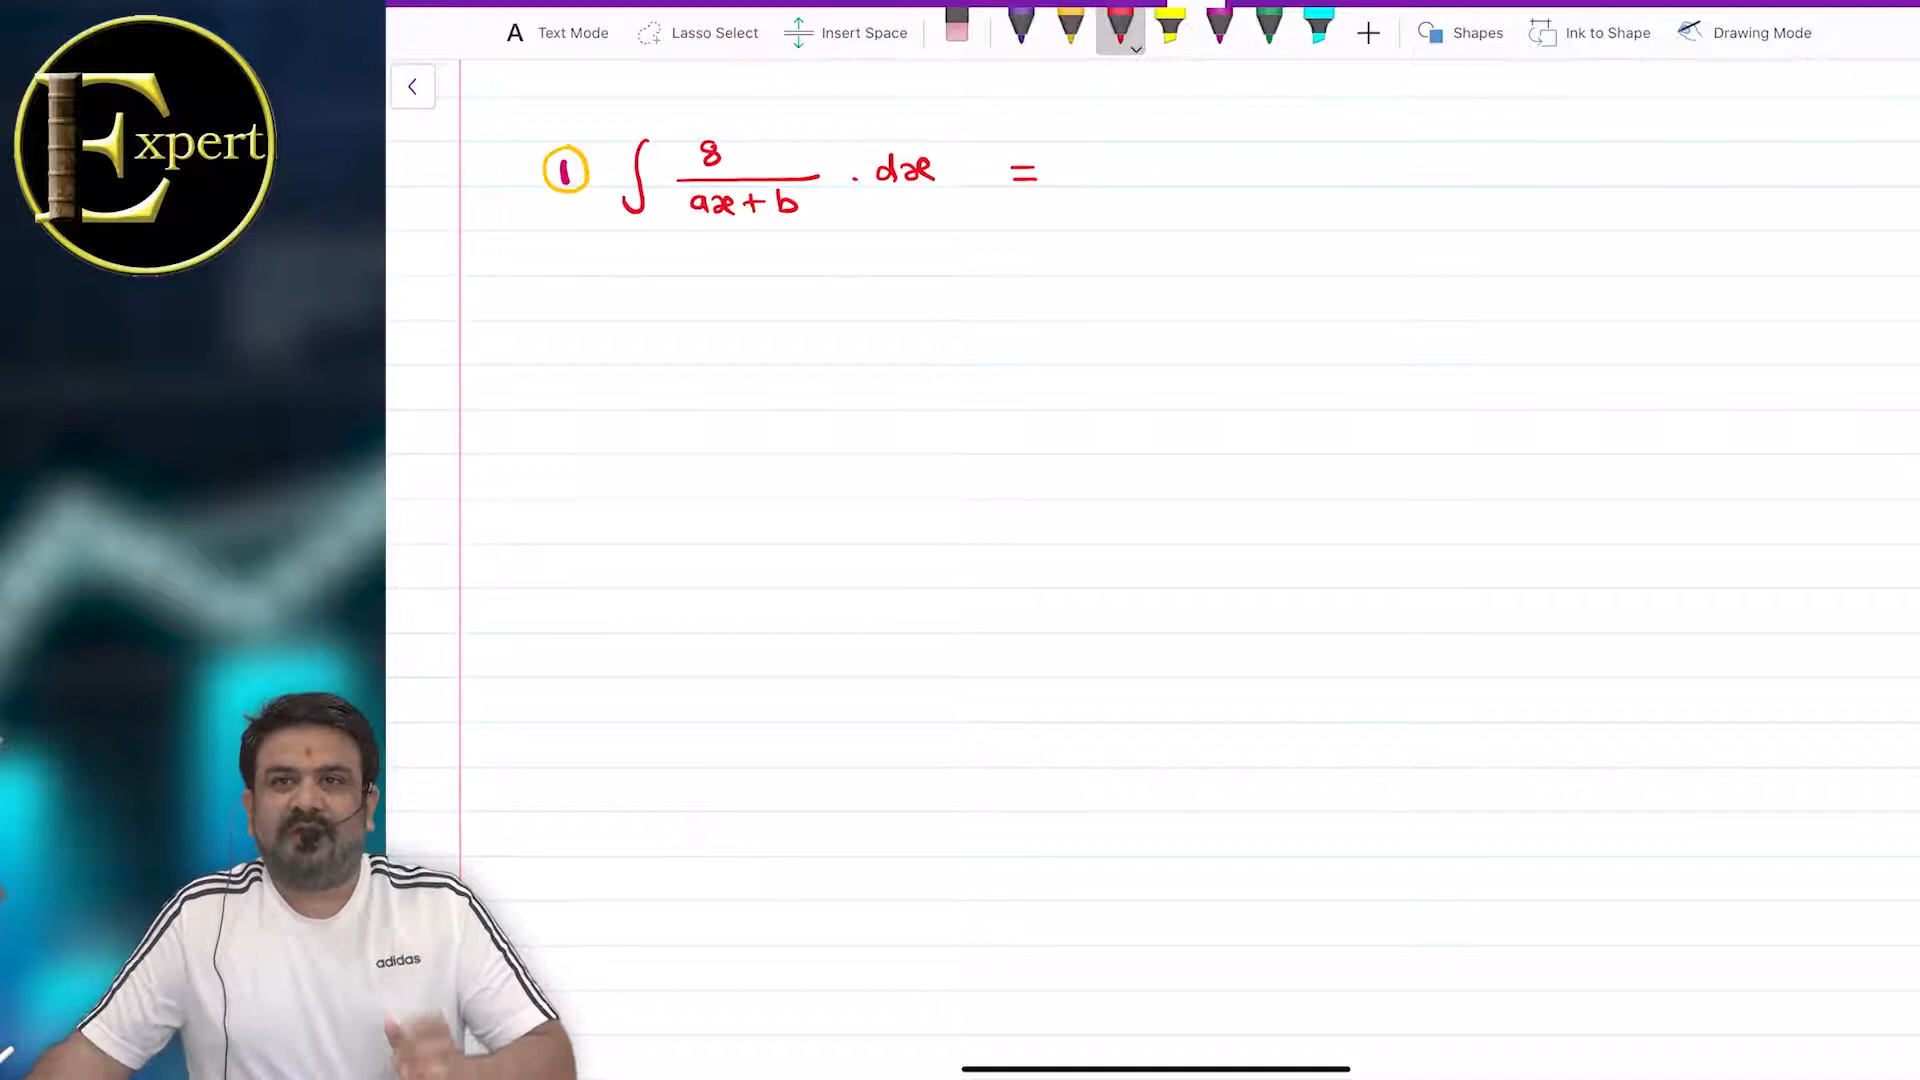 Expert
A Text Mode Lasso Select Insert Space Shapes Ink to Shape Drawing Mode
1 ∫ 8/(ax+b) . dx =
adidas